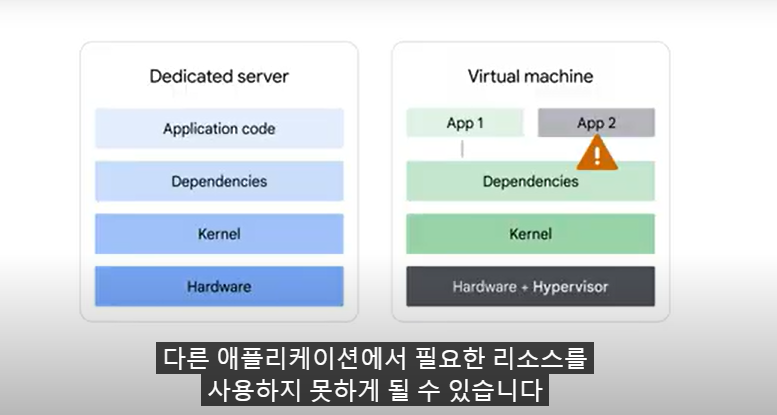 Dedicated server
Application code
Dependencies
Kernel
Hardware
Virtual machine
App 1
App 2
Dependencies
Kernel
Hardware + Hypervisor
다른 애플리케이션에서 필요한 리소스를
사용하지 못하게 될 수 있습니다